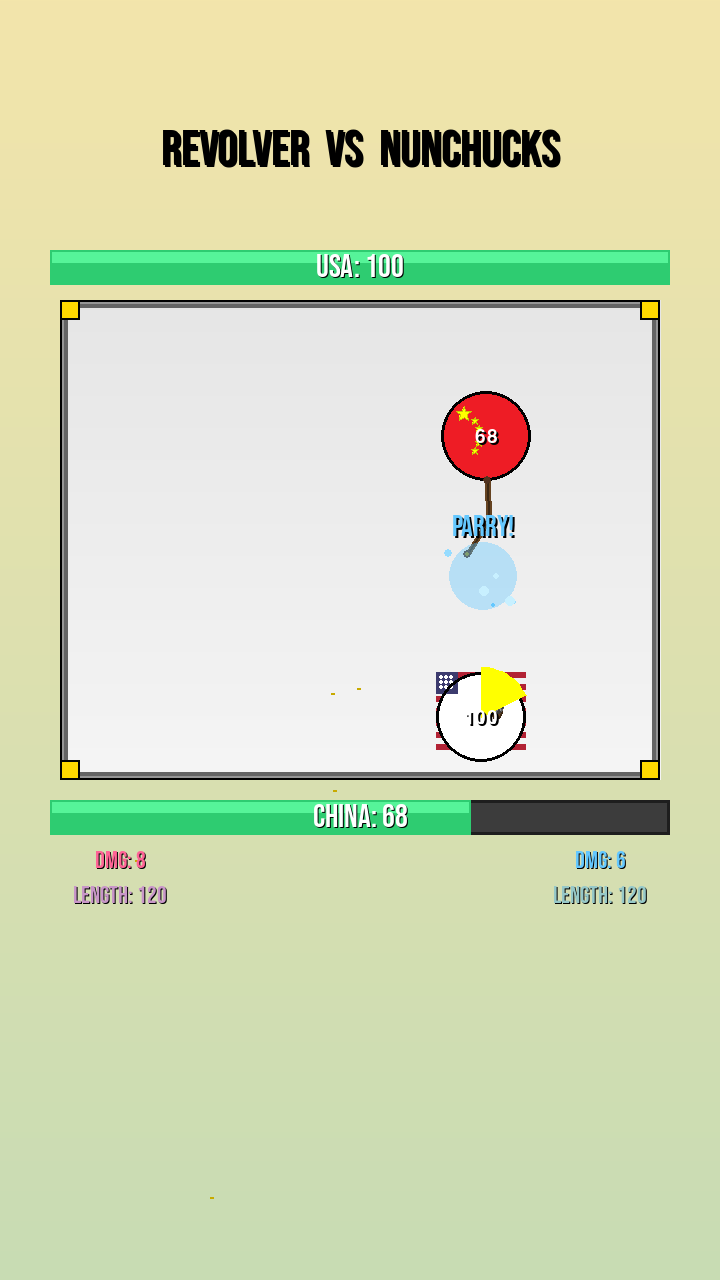 REVOLVER VS NUNCHUCKS
USA: 100
68
PARRY!
100
CHINA: 68
DMG: 8
DMG: 6
LENGTH: 120
LENGTH: 120